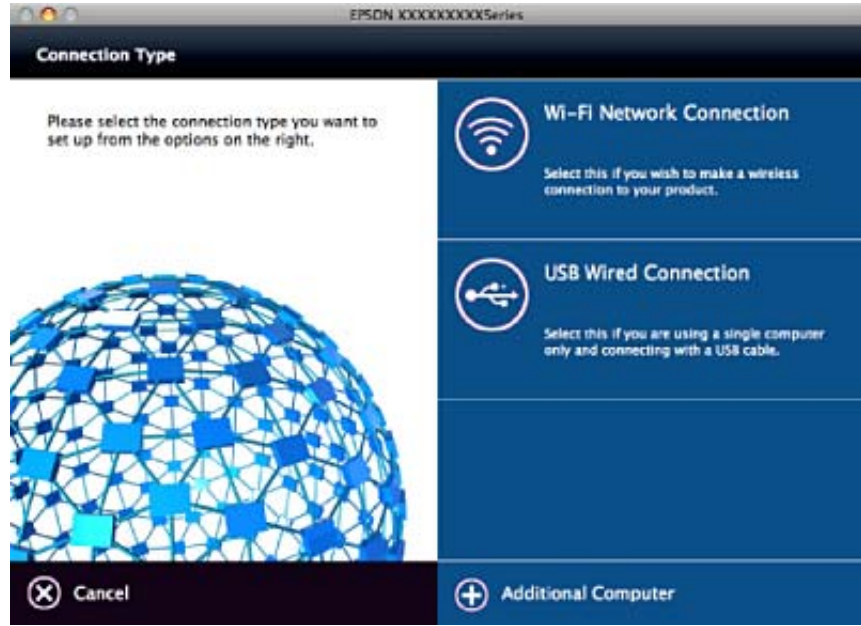 EPSON XXXXXXXXXSeries
Connection Type
Please select the connection type you want to
set up from the options on the right.
Wi-Fi Network Connection
Select this if you wish to make a wireless
connection to your product.
USB Wired Connection
Select this if you are using a single computer
only and connecting with a USB cable.
Cancel
Additional Computer